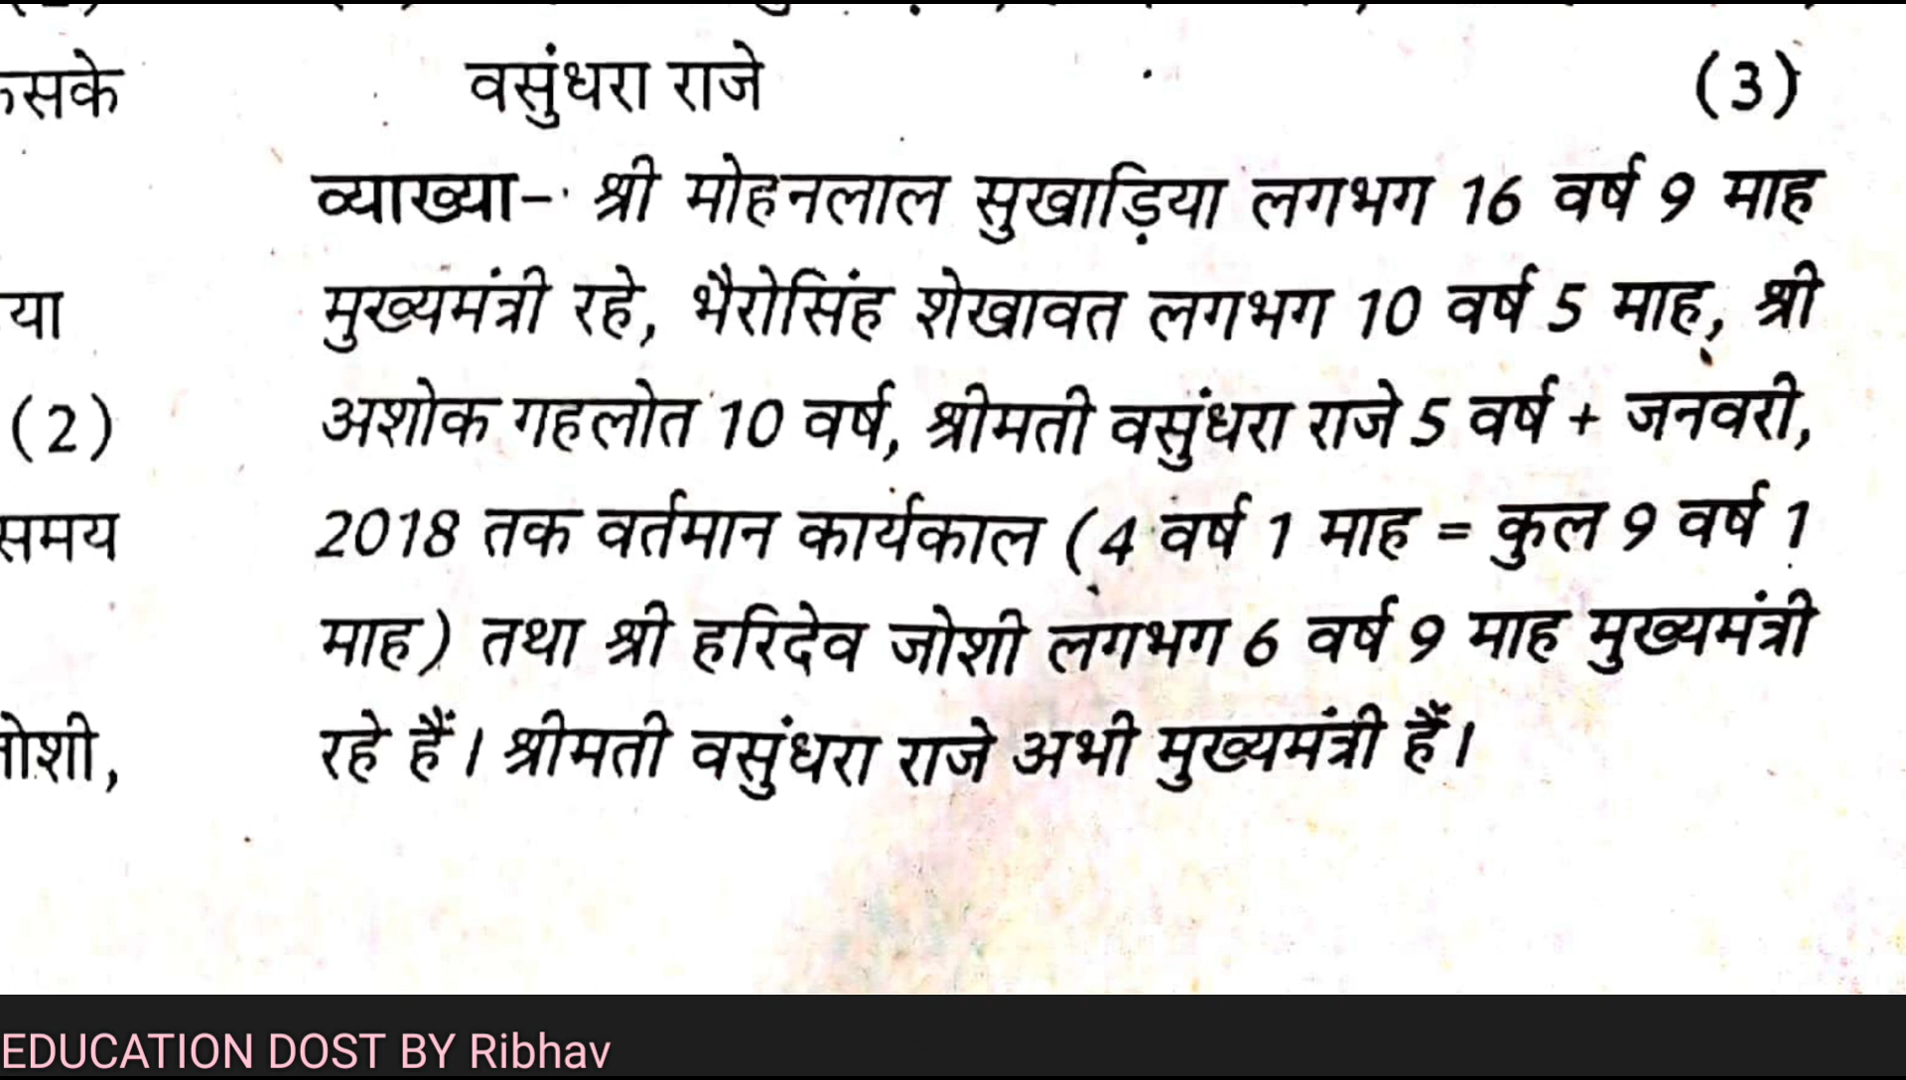 वसुंधरा राजे (3)
व्याख्या- श्री मोहनलाल सुखाड़िया लगभग 16 वर्ष 9 माह
मुख्यमंत्री रहे, भैरोसिंह शेखावत लगभग 10 वर्ष 5 माह, श्री
अशोक गहलोत 10 वर्ष, श्रीमती वसुंधरा राजे 5 वर्ष + जनवरी,
2018 तक वर्तमान कार्यकाल (4 वर्ष 1 माह = कुल 9 वर्ष 1
माह) तथा श्री हरिदेव जोशी लगभग 6 वर्ष 9 माह मुख्यमंत्री
रहे हैं। श्रीमती वसुंधरा राजे अभी मुख्यमंत्री हैं।
या
(2)
समय
EDUCATION DOST BY Ribhav